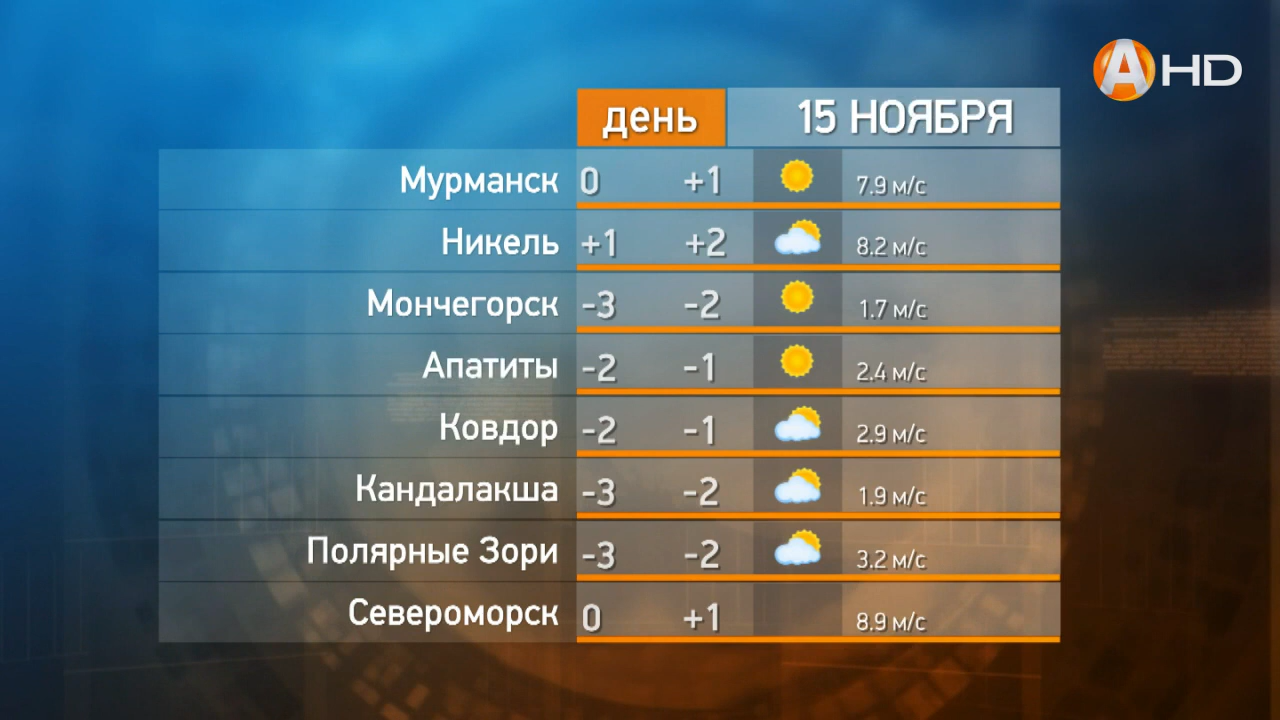 А HD
день 15 НОЯБРЯ
Мурманск 0 +1 7.9 м/с
Никель +1 +2 8.2 м/с
Мончегорск -3 -2 1.7 м/с
Апатиты -2 -1 2.4 м/с
Ковдор -2 -1 2.9 м/с
Кандалакша -3 -2 1.9 м/с
Полярные Зори -3 -2 3.2 м/с
Североморск 0 +1 8.9 м/с